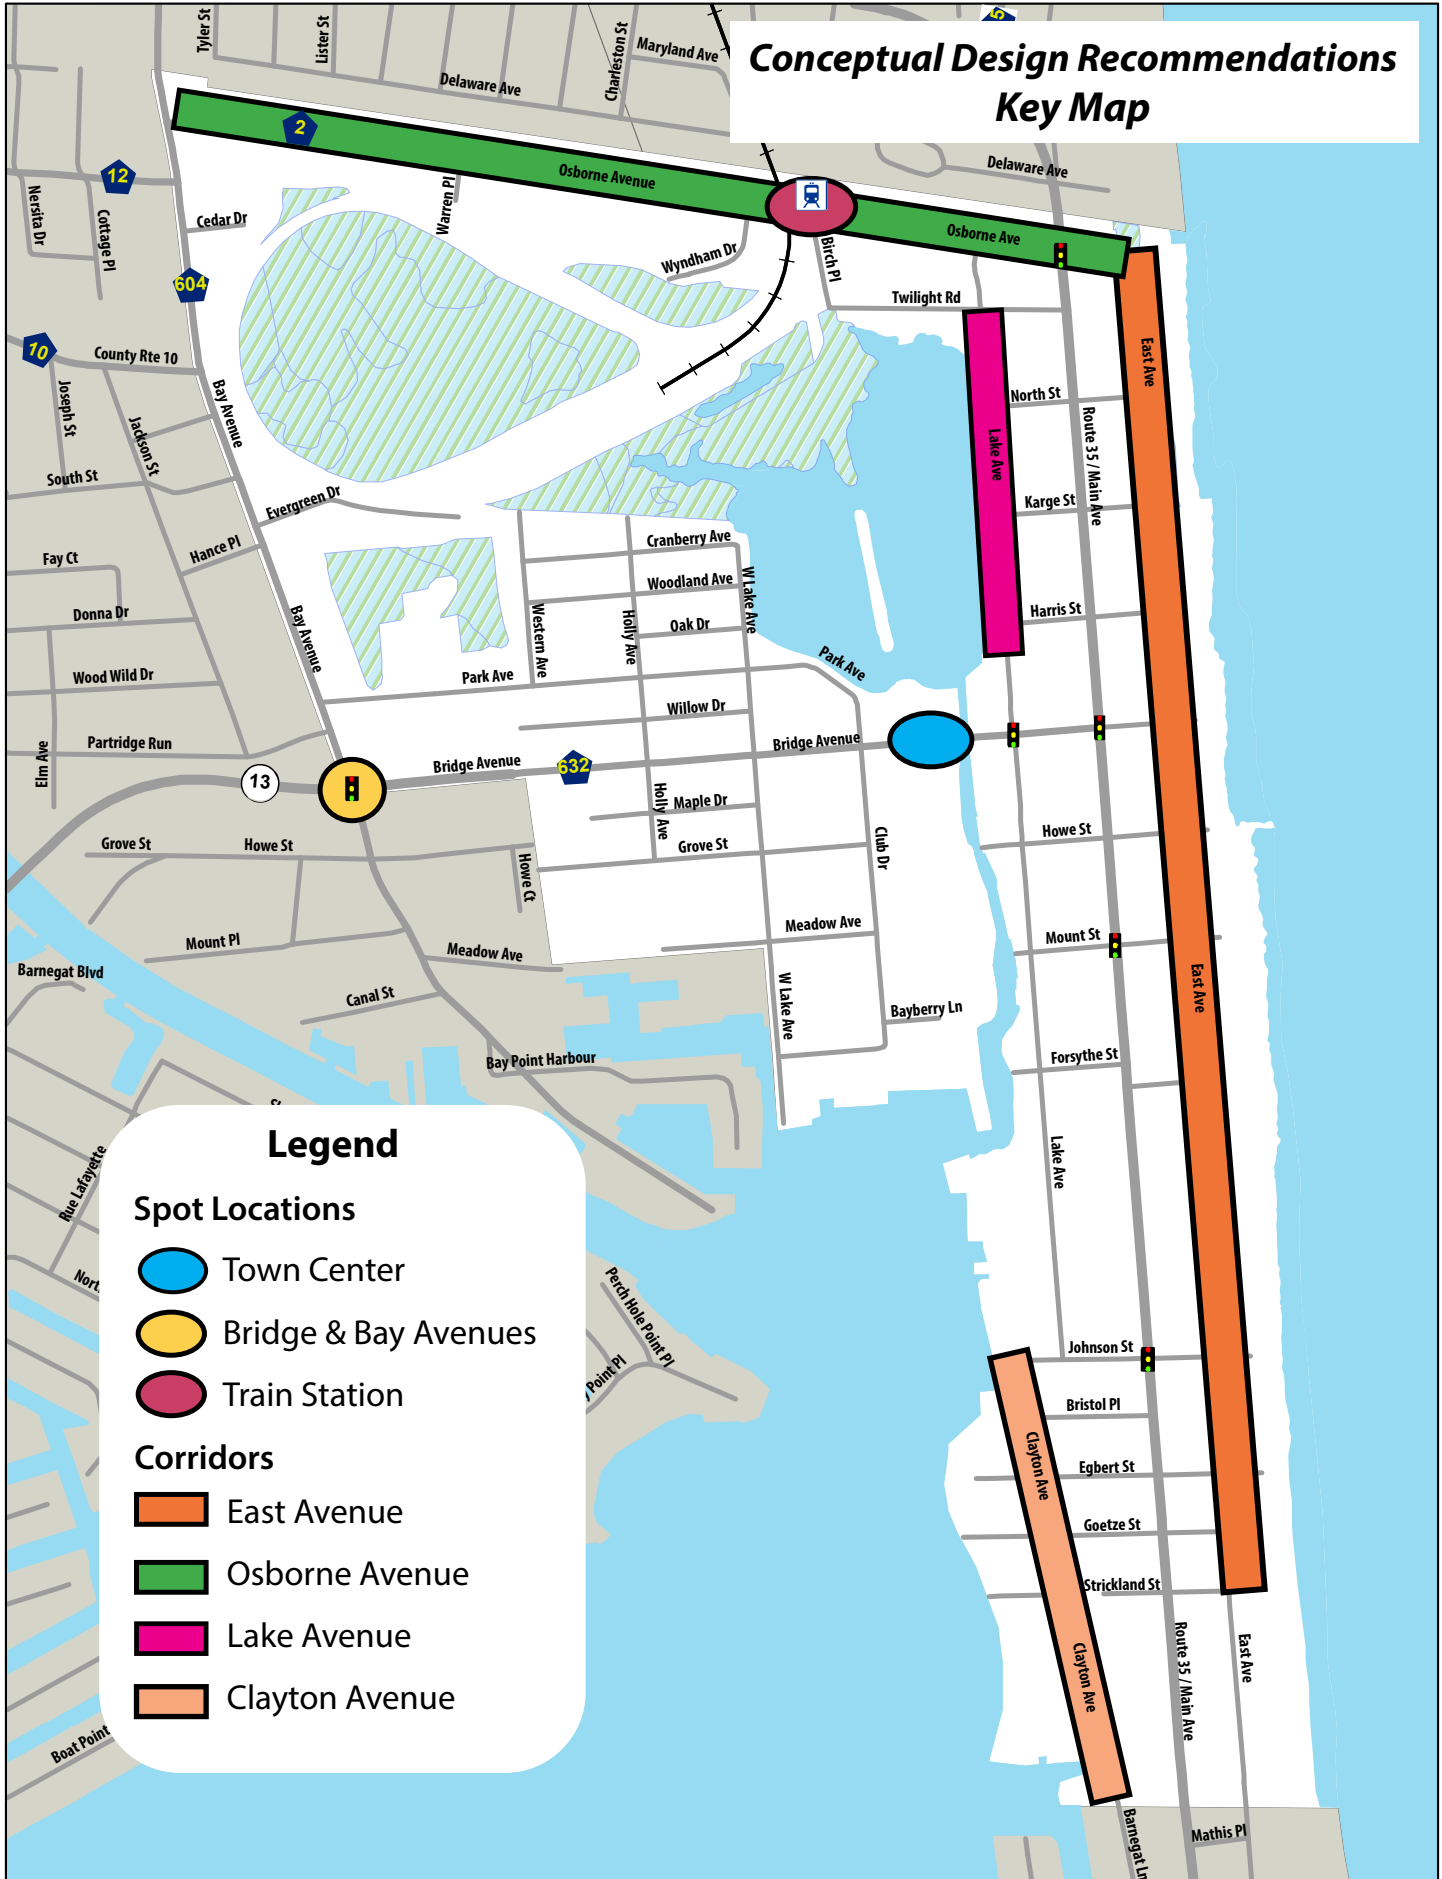 Conceptual Design Recommendations
Key Map
Tyler St
Lister St
Charleston St
Maryland Ave
Delaware Ave
Delaware Ave
2
Osborne Avenue
Osborne Ave
12
Nersita Dr
Cottage Pl
Cedar Dr
Warren Pl
Wyndham Dr
Birch Pl
604
Twilight Rd
10
County Rte 10
East Ave
Joseph St
Jackson St
Bay Avenue
North St
Route 35 / Main Ave
Lake Ave
South St
Evergreen Dr
Karge St
Hance Pl
Fay Ct
Cranberry Ave
Woodland Ave
W Lake Ave
Donna Dr
Bay Avenue
Western Ave
Holly Ave
Oak Dr
Harris St
Wood Wild Dr
Park Ave
Park Ave
Willow Dr
Partridge Run
Elm Ave
Bridge Avenue
Bridge Avenue
632
13
Holly Ave
Maple Dr
Grove St
Howe St
Grove St
Club Dr
Howe St
Howe Ct
Mount Pl
Meadow Ave
Meadow Ave
Mount St
Barnegat Blvd
Canal St
W Lake Ave
Bayberry Ln
East Ave
Bay Point Harbour
Forsythe St
Rue Lafayette
Lake Ave
Perch Hole Point Pl
Point Pl
Johnson St
Bristol Pl
Clayton Ave
Egbert St
Goetze St
Strickland St
Clayton Ave
Route 35 / Main Ave
East Ave
Boat Point
Barnegat Ln
Mathis Pl
Legend
Spot Locations
Town Center
Bridge & Bay Avenues
Train Station
Corridors
East Avenue
Osborne Avenue
Lake Avenue
Clayton Avenue